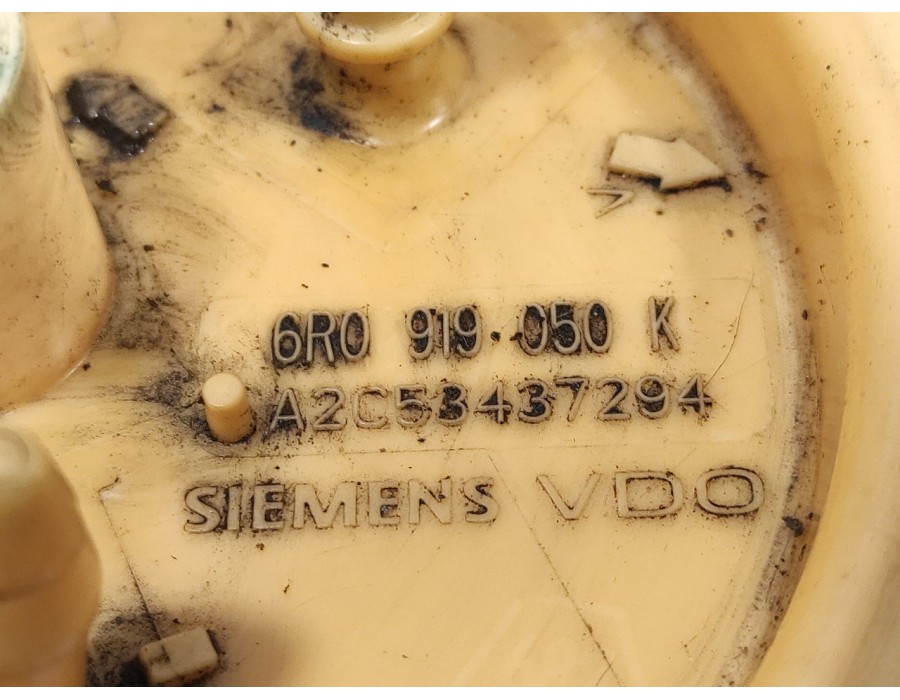 6R0 919 050 K
A2C53437294
SIEMENS VDO